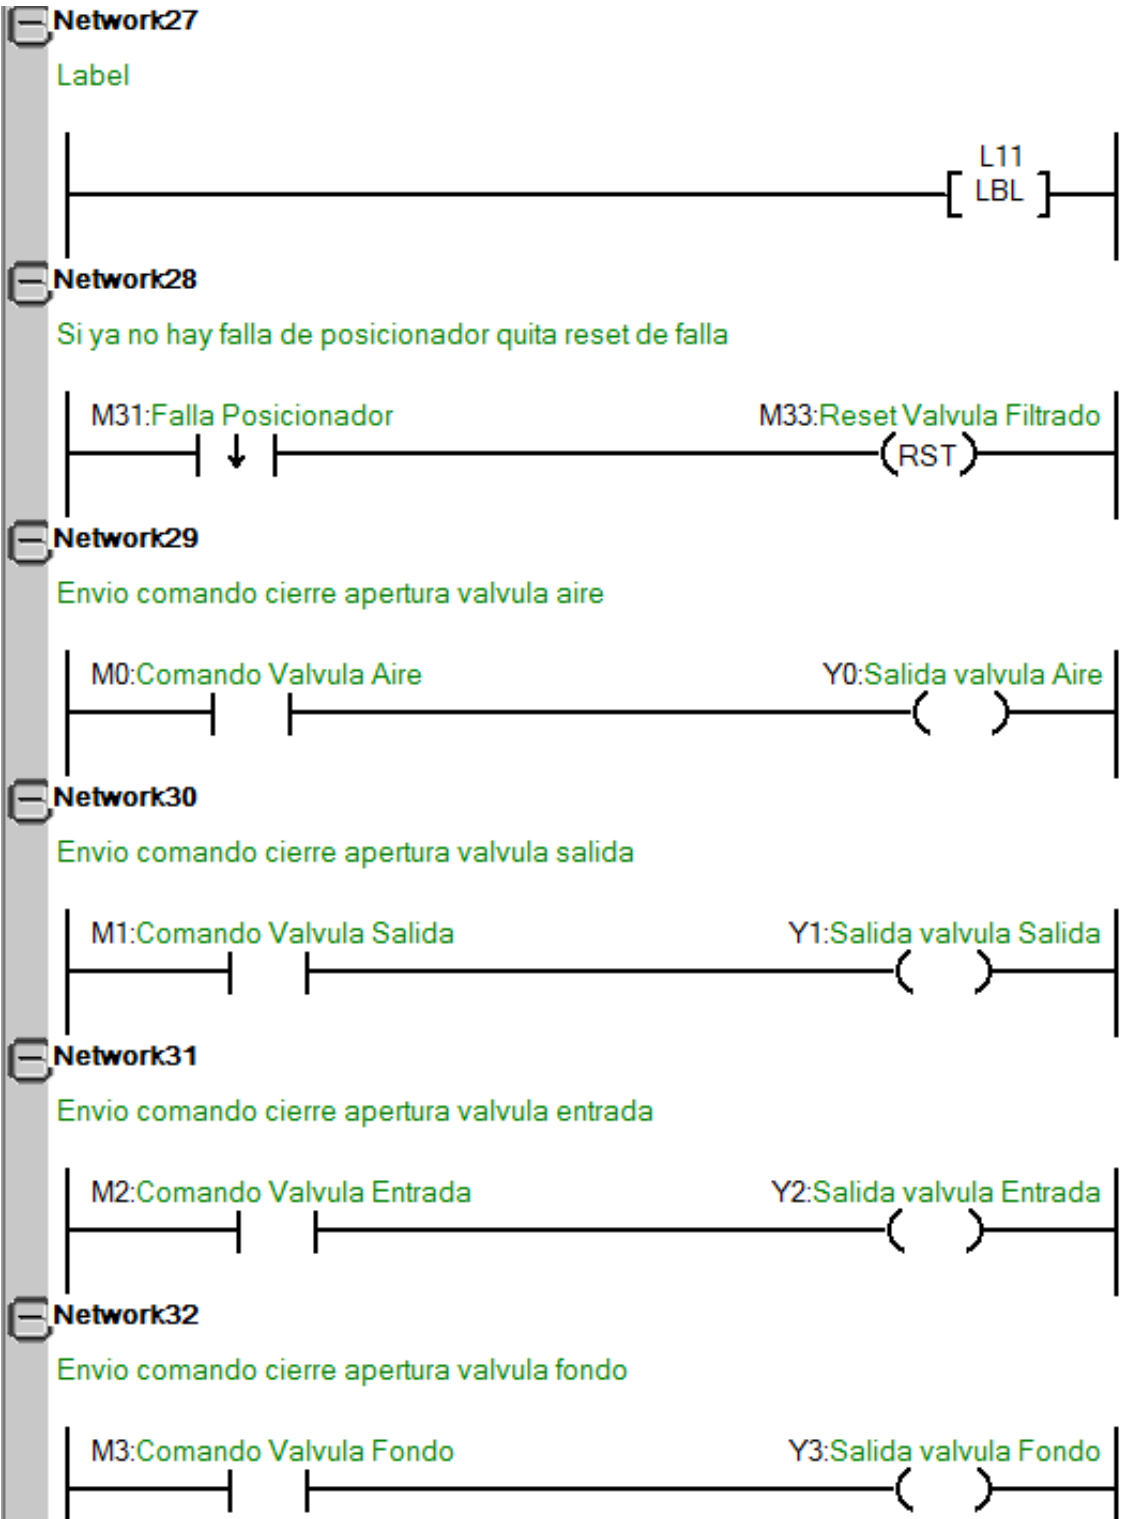 Network27
Label
L11
LBL
Network28
Si ya no hay falla de posicionador quita reset de falla
M31:Falla Posicionador M33:Reset Valvula Filtrado
RST
Network29
Envio comando cierre apertura valvula aire
M0:Comando Valvula Aire Y0:Salida valvula Aire
Network30
Envio comando cierre apertura valvula salida
M1:Comando Valvula Salida Y1:Salida valvula Salida
Network31
Envio comando cierre apertura valvula entrada
M2:Comando Valvula Entrada Y2:Salida valvula Entrada
Network32
Envio comando cierre apertura valvula fondo
M3:Comando Valvula Fondo Y3:Salida valvula Fondo